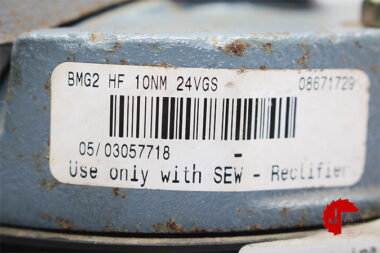 BMG2 HF 10NM 24VGS 08671729
05/03057718 -
Use only with SEW - Rectifier